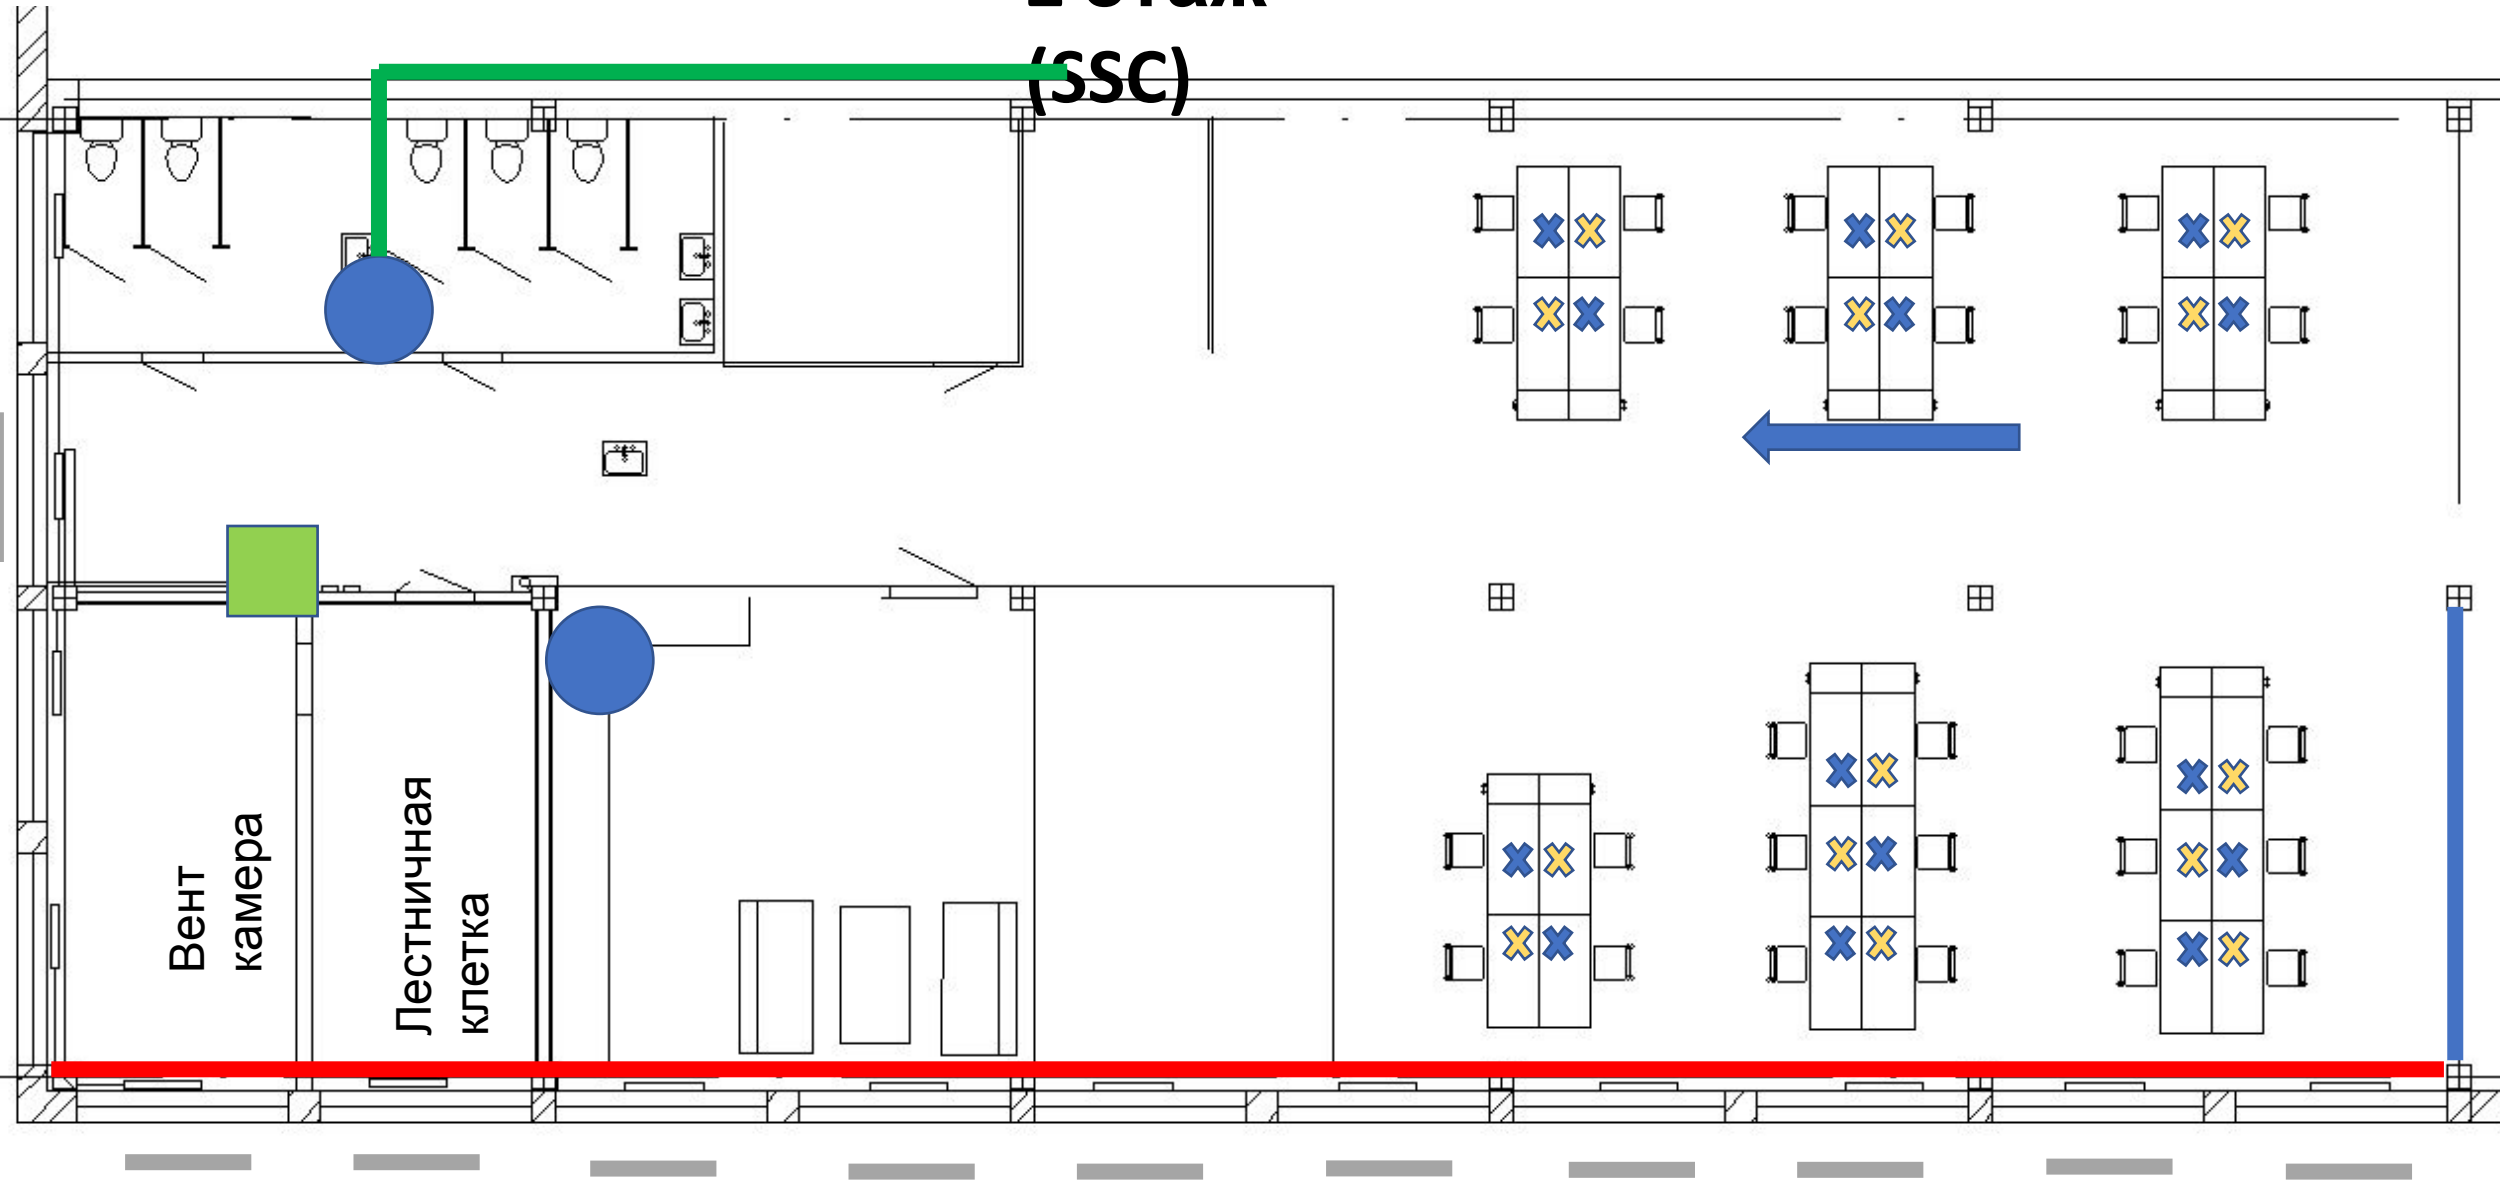 (SSC)
Вент
камера
Лестничная
клетка